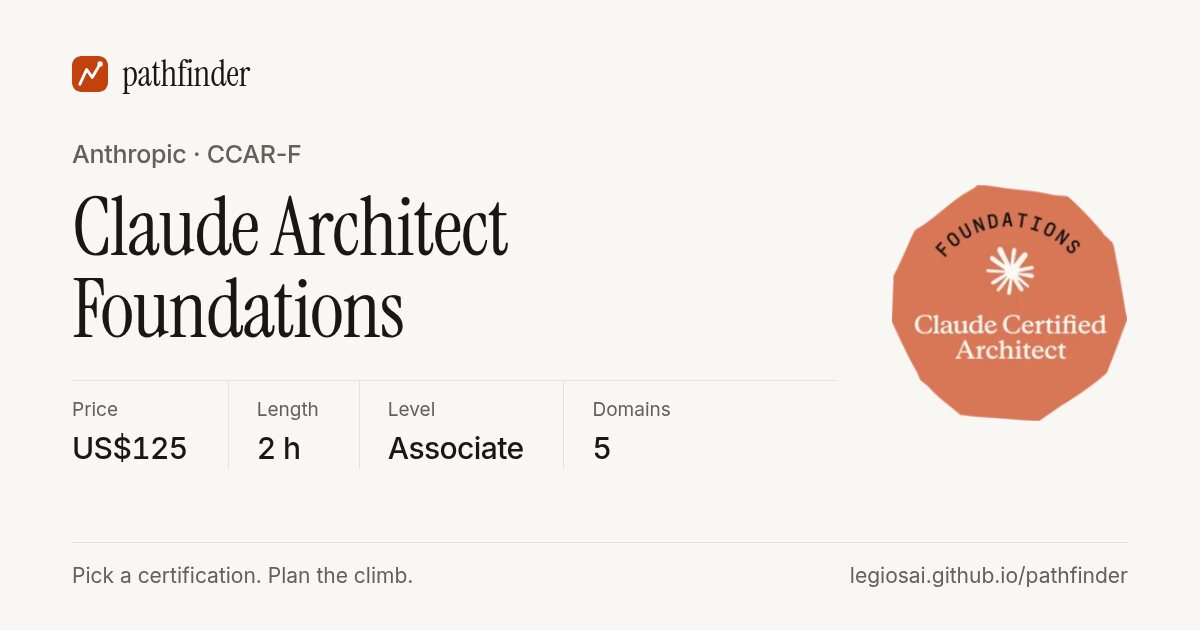 pathfinder
Anthropic · CCAR-F
Claude Architect
Foundations
FOUNDATIONS
Claude Certified
Architect
Price
US$125
Length
2 h
Level
Associate
Domains
5
Pick a certification. Plan the climb.
legiosai.github.io/pathfinder